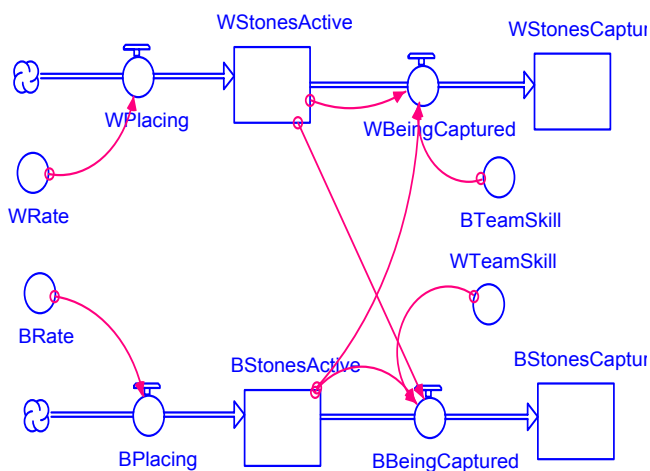 WStonesActive
WStonesCaptur
WPlacing
WBeingCaptured
WRate
BTeamSkill
WTeamSkill
BRate
BStonesActive
BStonesCaptur
BPlacing
BBeingCaptured